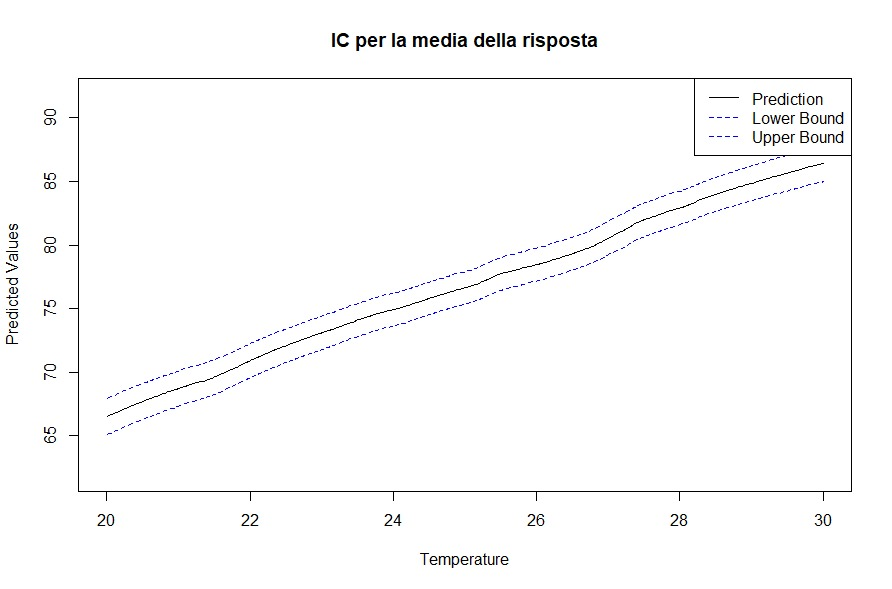 IC per la media della risposta
Prediction
Lower Bound
Upper Bound
90
85
80
75
70
65
Predicted Values
20 22 24 26 28 30
Temperature